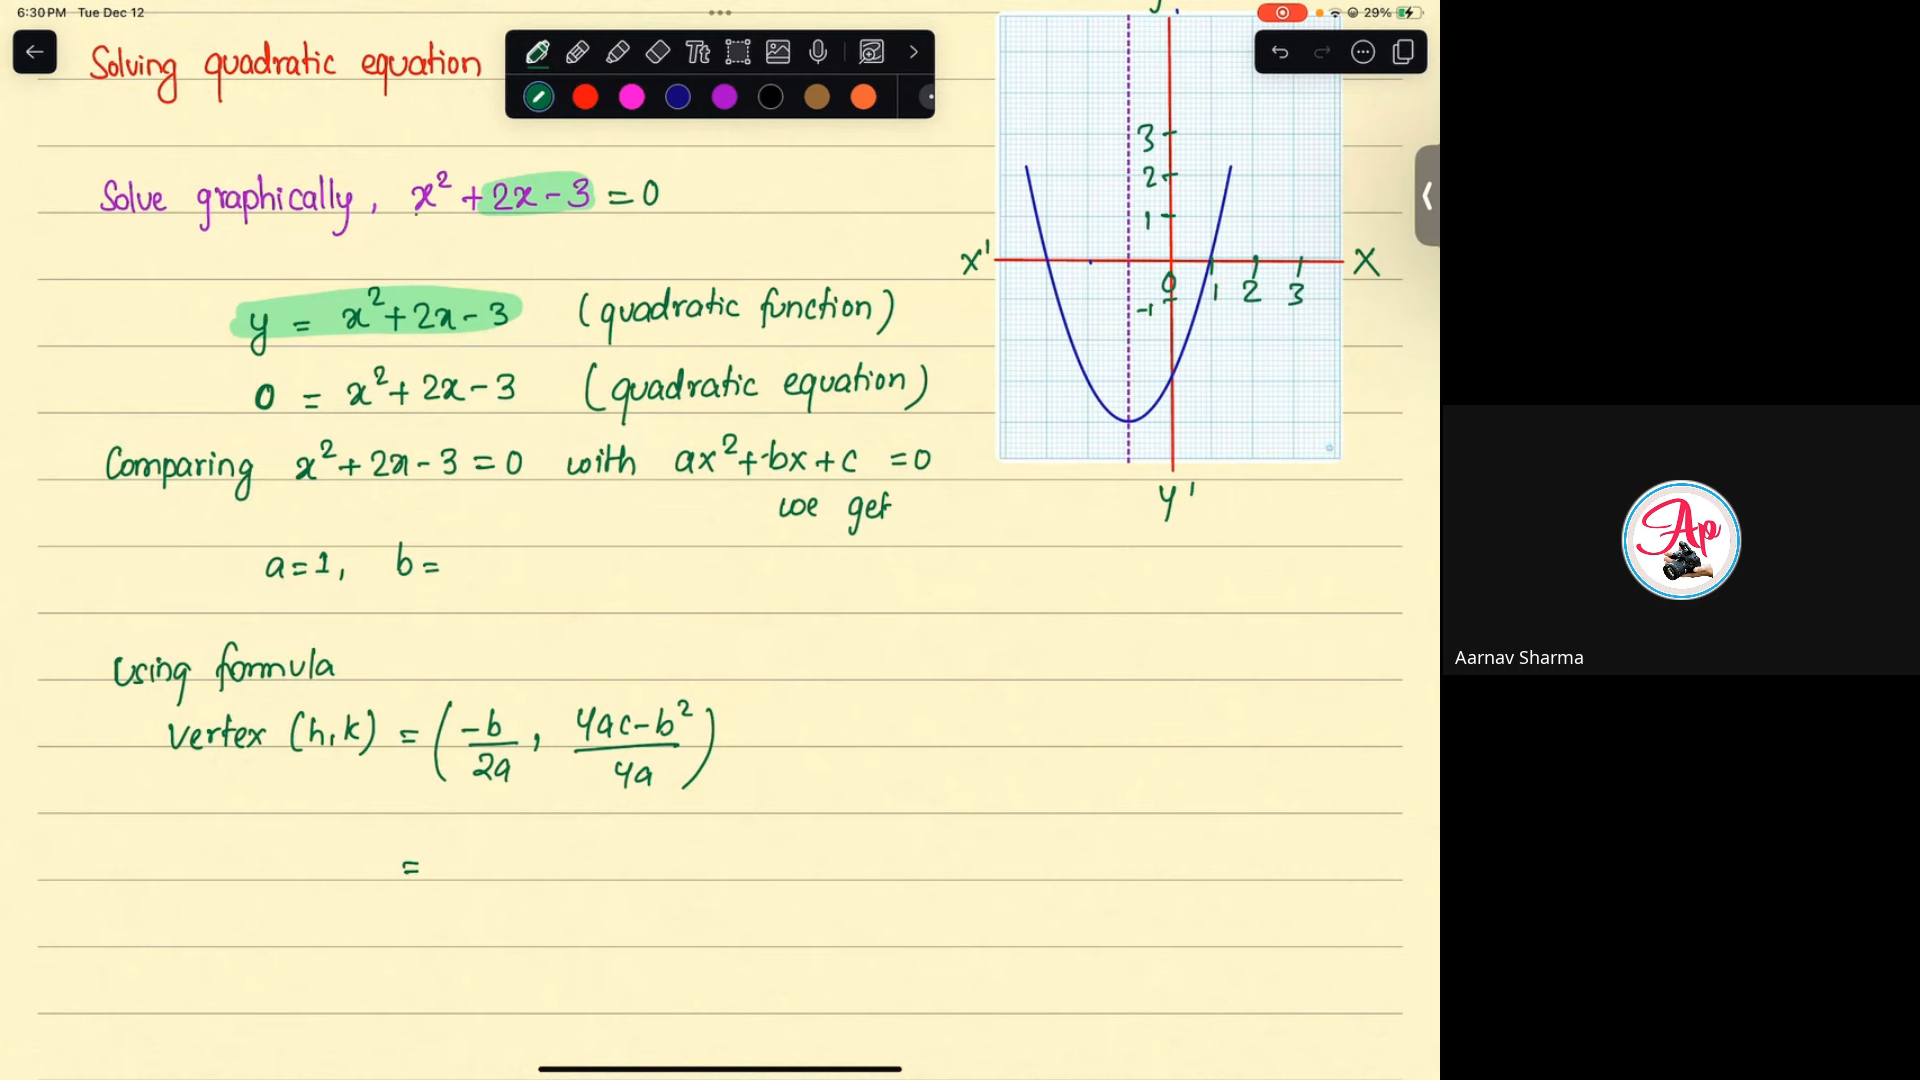 6:30 PM Tue Dec 12
29%
Solving quadratic equation
Tt
Solve graphically, x² + 2x - 3 = 0
y = x² + 2x - 3 (quadratic function)
0 = x² + 2x - 3 (quadratic equation)
Comparing x² + 2x - 3 = 0 with ax² + bx + c = 0
we get
a = 1, b =
Using formula
Vertex (h, k) = (-b/2a, 4ac-b²/4a)
=
3
2
1
X' X
0 1 2 3
-1
Y'
Ap
Aarnav Sharma